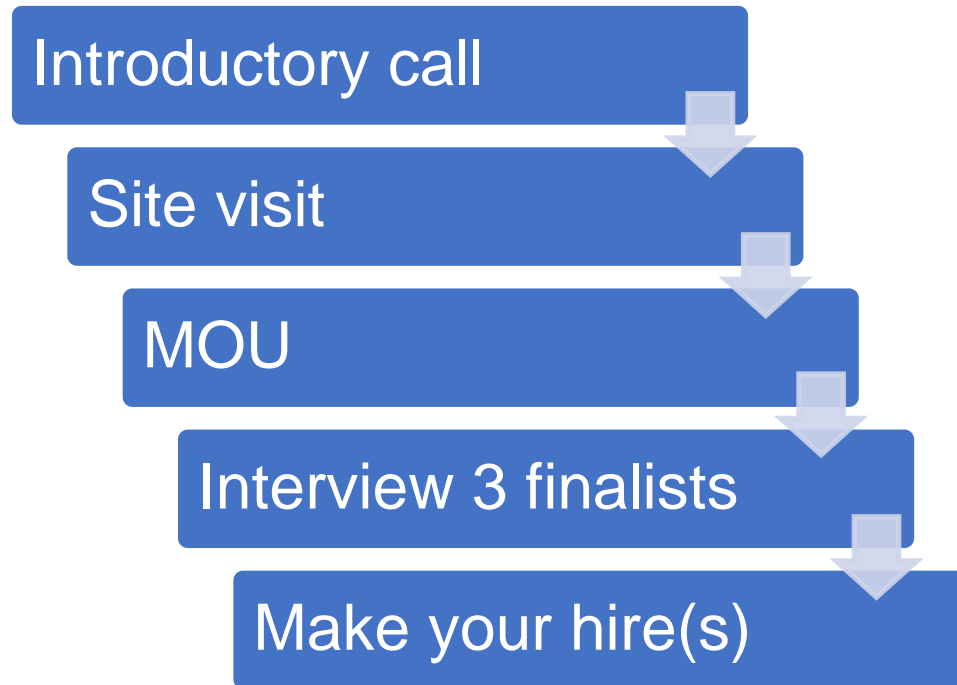 Introductory call
Site visit
MOU
Interview 3 finalists
Make your hire(s)